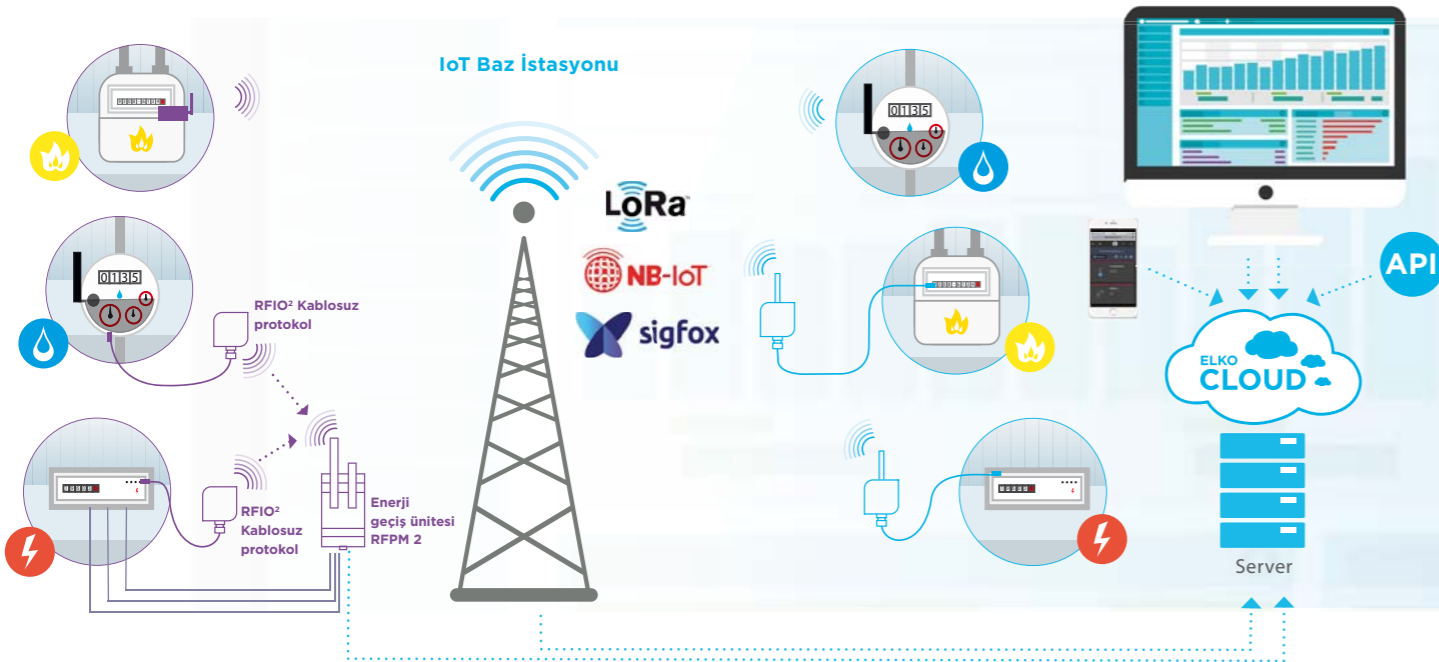 IoT Baz İstasyonu
0135
LoRa
NB-IoT
sigfox
0135
RFIO² Kablosuz
protokol
RFIO²
Kablosuz
protokol
Enerji
geçiş ünitesi
RFPM 2
API
ELKO
CLOUD
Server